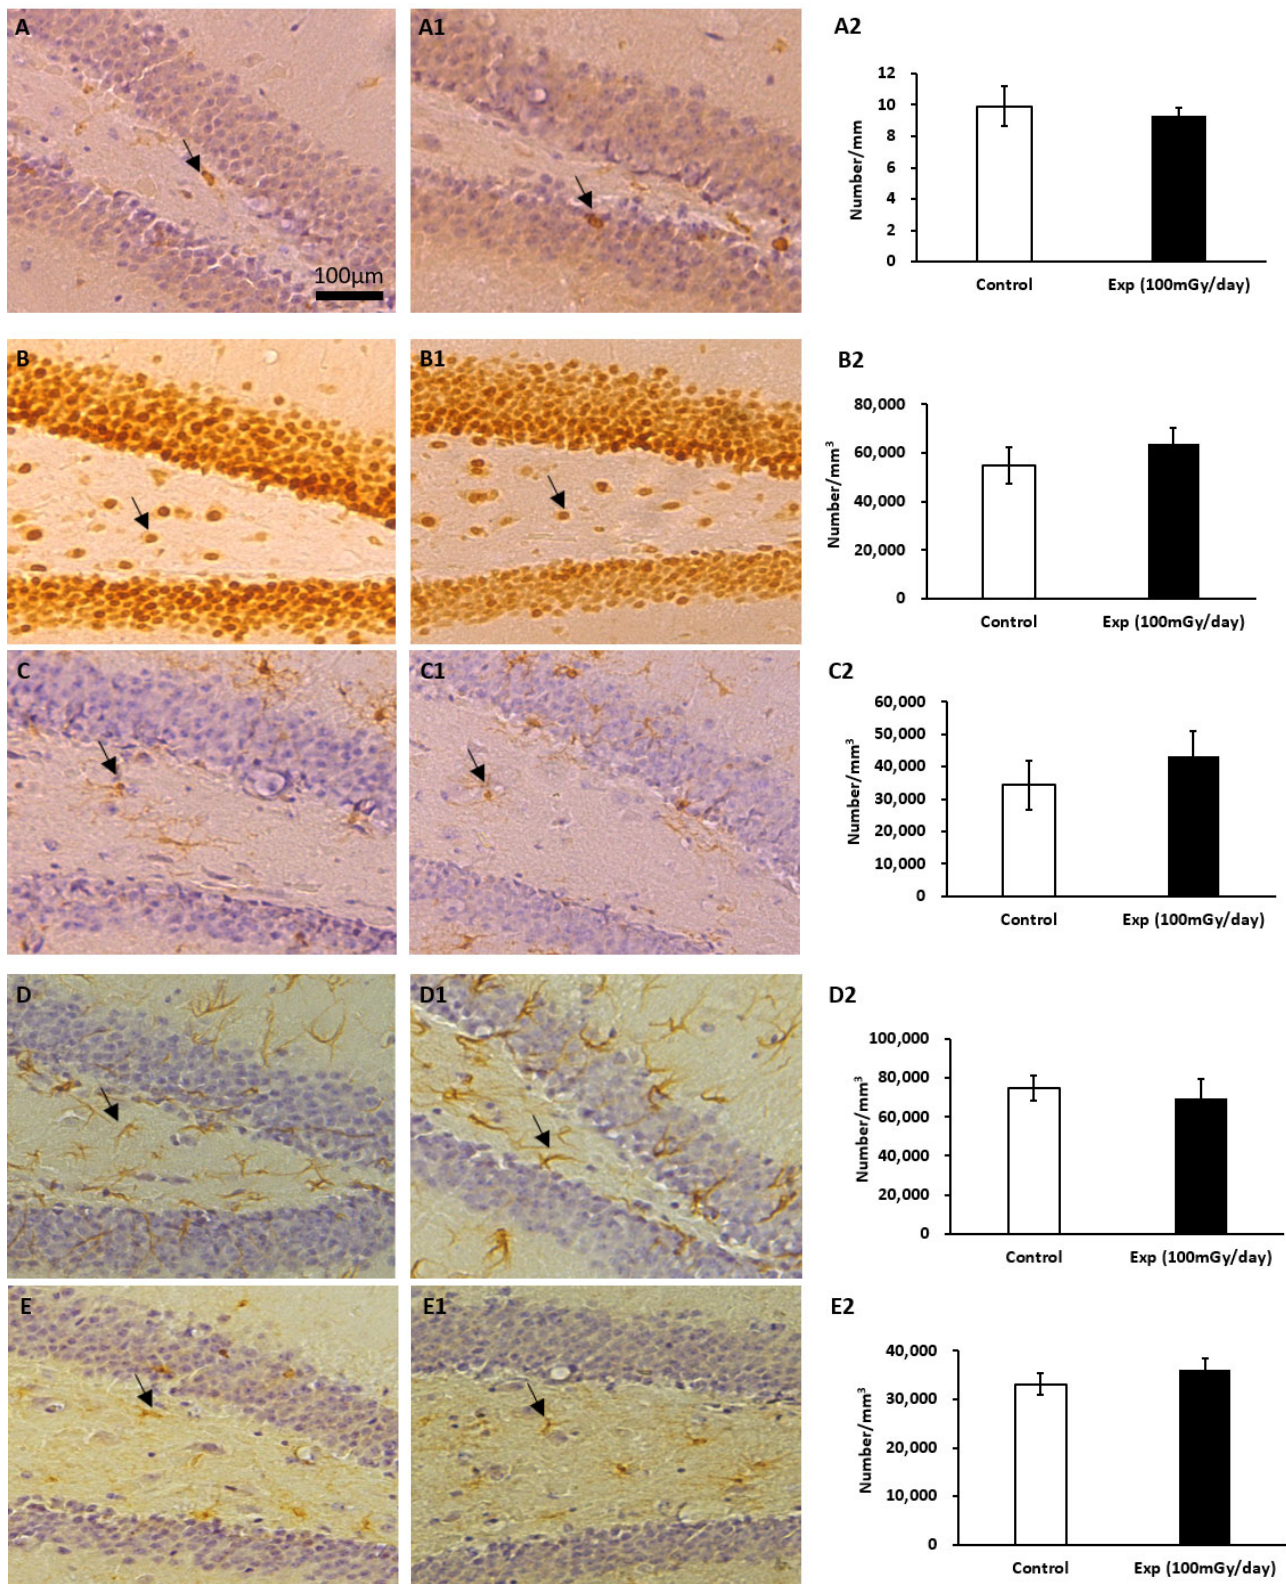 A
A1
A2
100µm
Number/mm
12
10
8
6
4
2
0
Control Exp (100mGy/day)
B
B1
B2
Number/mm³
80,000
60,000
40,000
20,000
0
Control Exp (100mGy/day)
C
C1
C2
Number/mm³
60,000
50,000
40,000
30,000
20,000
10,000
0
Control Exp (100mGy/day)
D
D1
D2
Number/mm³
100,000
80,000
60,000
40,000
20,000
0
Control Exp (100mGy/day)
E
E1
E2
Number/mm³
40,000
30,000
20,000
10,000
0
Control Exp (100mGy/day)